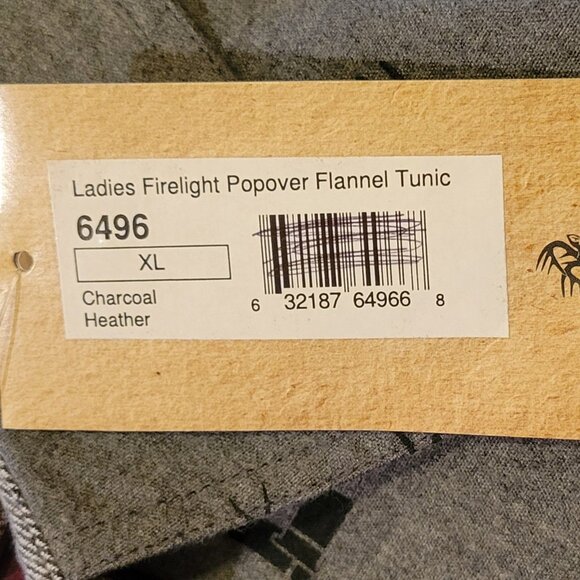 Ladies Firelight Popover Flannel Tunic
6496
XL
Charcoal
Heather
6 32187 64966 8